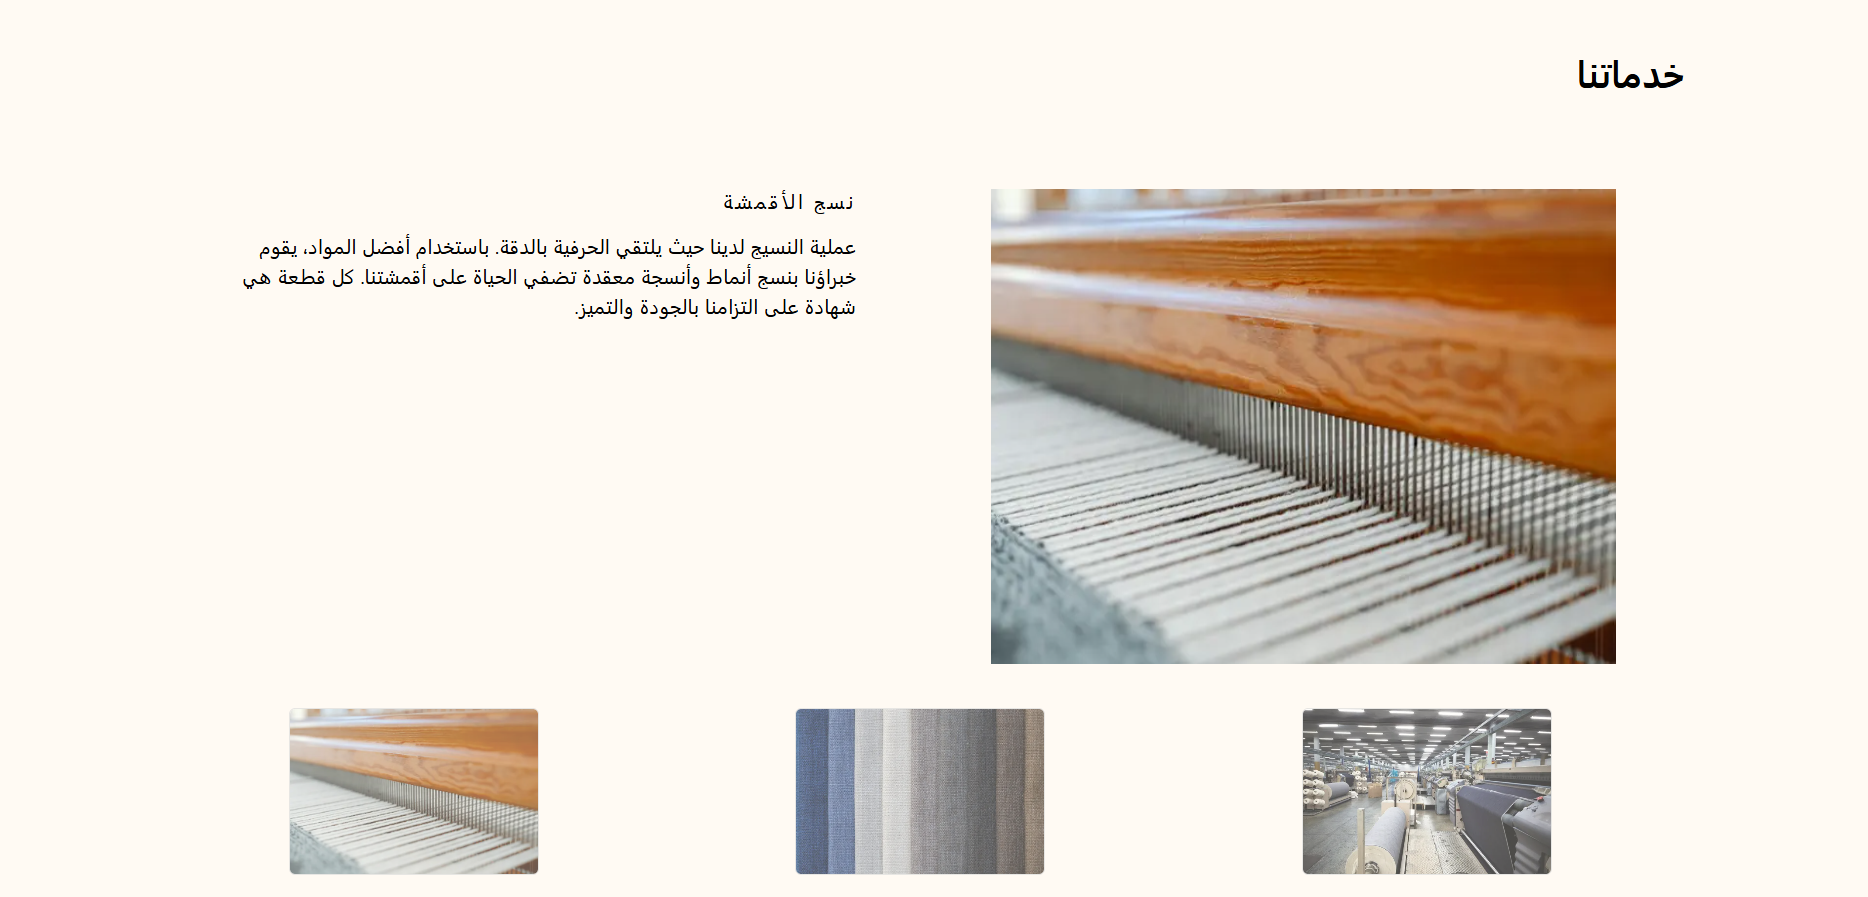 خدماتنا
نسج الأقمشة
عملية النسيج لدينا حيث يلتقي الحرفية بالدقة. باستخدام أفضل المواد، يقوم
خبراؤنا بنسج أنماط وأنسجة معقدة تضفي الحياة على أقمشتنا. كل قطعة هي
شهادة على التزامنا بالجودة والتميز.